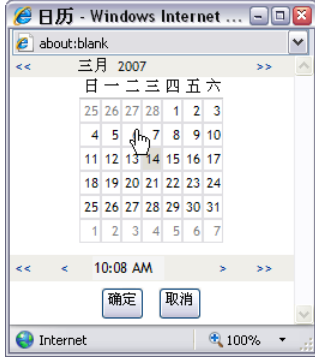 日历 - Windows Internet ...
about:blank
<< 三月 2007 >>
日 一 二 三 四 五 六
25 26 27 28 1 2 3
4 5 7 8 9 10
11 12 13 14 15 16 17
18 19 20 21 22 23 24
25 26 27 28 29 30 31
1 2 3 4 5 6 7
<< < 10:08 AM > >>
确定 取消
Internet 100%